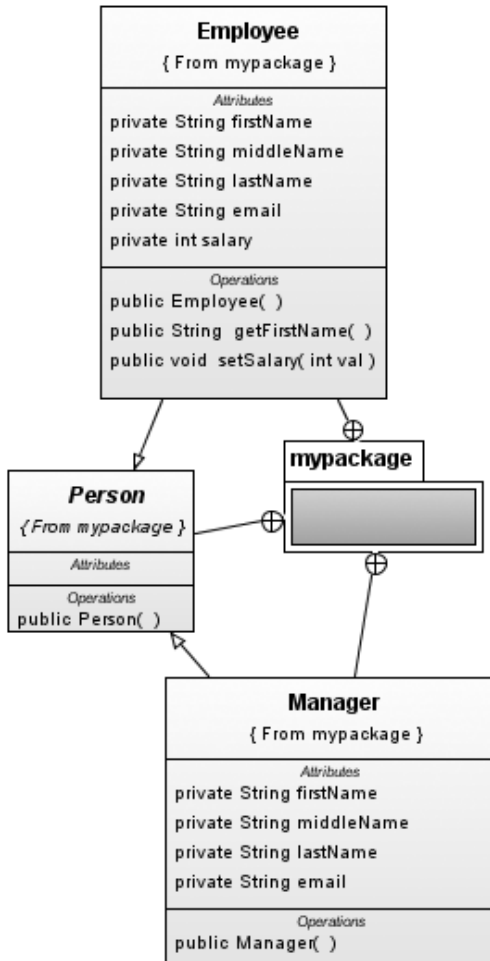 Employee
{ From mypackage }
Attributes
private String firstName
private String middleName
private String lastName
private String email
private int salary
Operations
public Employee( )
public String getFirstName( )
public void setSalary( int val )
mypackage
Person
{From mypackage }
Attributes
Operations
public Person( )
Manager
{ From mypackage }
Attributes
private String firstName
private String middleName
private String lastName
private String email
Operations
public Manager( )